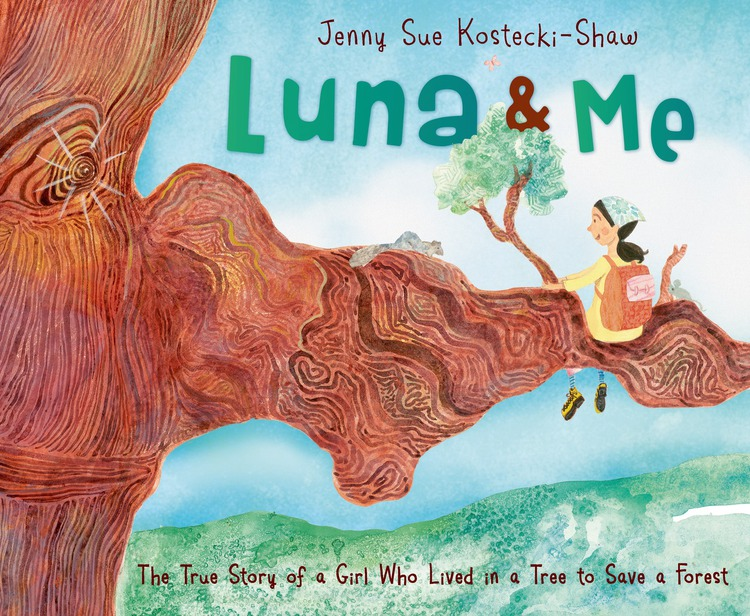 Jenny Sue Kostecki-Shaw
Luna & Me
The True Story of a Girl Who Lived in a Tree to Save a Forest